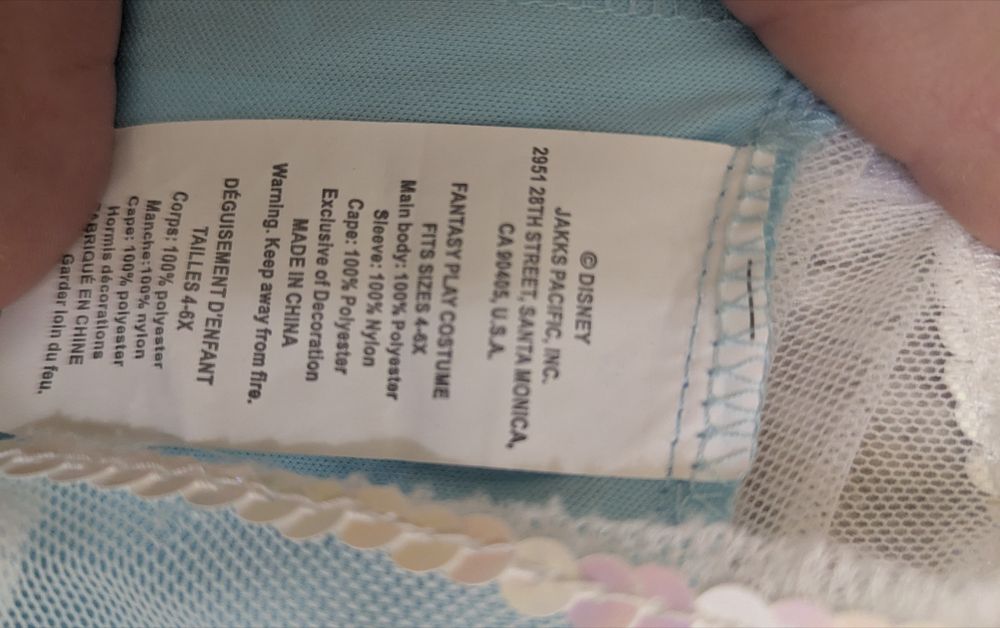 © DISNEY
JAKKS PACIFIC, INC.
2951 28TH STREET, SANTA MONICA,
CA 90405, U.S.A.
FANTASY PLAY COSTUME
FITS SIZES 4-6X
Main body: 100% Polyester
Sleeve: 100% Nylon
Cape: 100% Polyester
Exclusive of Decoration
MADE IN CHINA
Warning. Keep away from fire.
DÉGUISEMENT D'ENFANT
TAILLES 4-6X
Corps: 100% polyester
Manche:100% nylon
Cape: 100% polyester
Hormis décorations
FABRIQUÉ EN CHINE
Garder loin du feu.